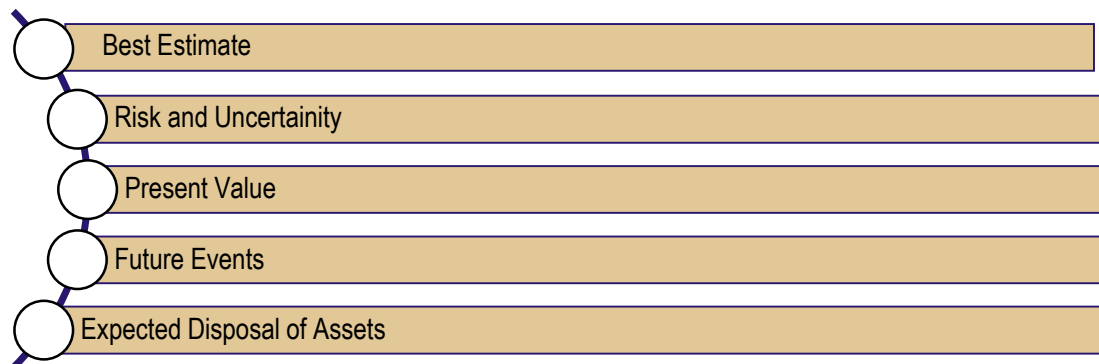 Best Estimate
Risk and Uncertainity
Present Value
Future Events
Expected Disposal of Assets